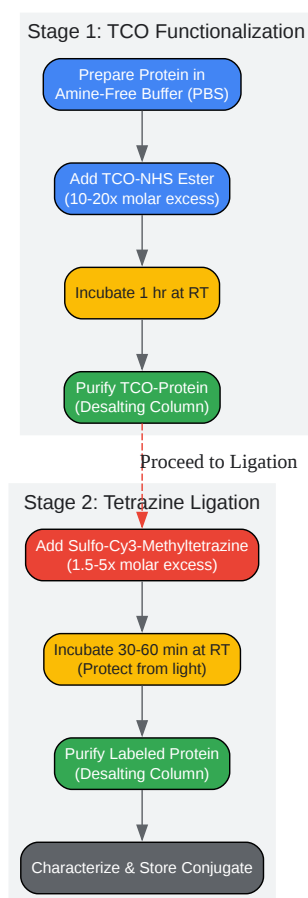 Stage 1: TCO Functionalization
Prepare Protein in
Amine-Free Buffer (PBS)
Add TCO-NHS Ester
(10-20x molar excess)
Incubate 1 hr at RT
Purify TCO-Protein
(Desalting Column)
Proceed to Ligation
Stage 2: Tetrazine Ligation
Add Sulfo-Cy3-Methyltetrazine
(1.5-5x molar excess)
Incubate 30-60 min at RT
(Protect from light)
Purify Labeled Protein
(Desalting Column)
Characterize & Store Conjugate